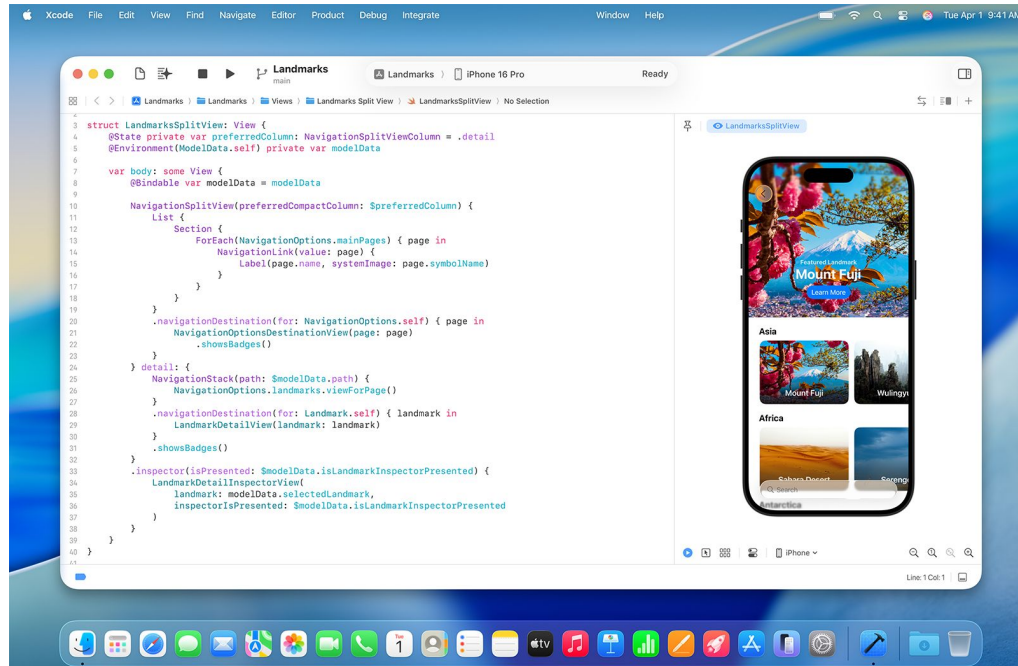 Xcode File Edit View Find Navigate Editor Product Debug Integrate Window Help Tue Apr 1 9:41 AM
Landmarks
main
Landmarks iPhone 16 Pro Ready
Landmarks Landmarks Views Landmarks Split View LandmarksSplitView No Selection
3 struct LandmarksSplitView: View {
4 @State private var preferredColumn: NavigationSplitViewColumn = .detail
5 @Environment(ModelData.self) private var modelData
6
7 var body: some View {
8 @Bindable var modelData = modelData
9
10 NavigationSplitView(preferredCompactColumn: $preferredColumn) {
11 List {
12 Section {
13 ForEach(NavigationOptions.mainPages) { page in
14 NavigationLink(value: page) {
15 Label(page.name, systemImage: page.symbolName)
16 }
17 }
18 }
19 }
20 .navigationDestination(for: NavigationOptions.self) { page in
21 NavigationOptionsDestinationView(page: page)
22 .showsBadges()
23 }
24 } detail: {
25 NavigationStack(path: $modelData.path) {
26 NavigationOptions.landmarks.viewForPage()
27 }
28 .navigationDestination(for: Landmark.self) { landmark in
29 LandmarkDetailView(landmark: landmark)
30 }
31 .showsBadges()
32 }
33 .inspector(isPresented: $modelData.isLandmarkInspectorPresented) {
34 LandmarkDetailInspectorView(
35 landmark: modelData.selectedLandmark,
36 inspectorIsPresented: $modelData.isLandmarkInspectorPresented
37 )
38 }
39 }
40 }
LandmarksSplitView
Featured Landmark
Mount Fuji
Learn More
Asia
Mount Fuji Wulingyu
Africa
Sahara Desert Sereng
Search
Antarctica
iPhone
Line: 1 Col: 1
Tue
1
tv